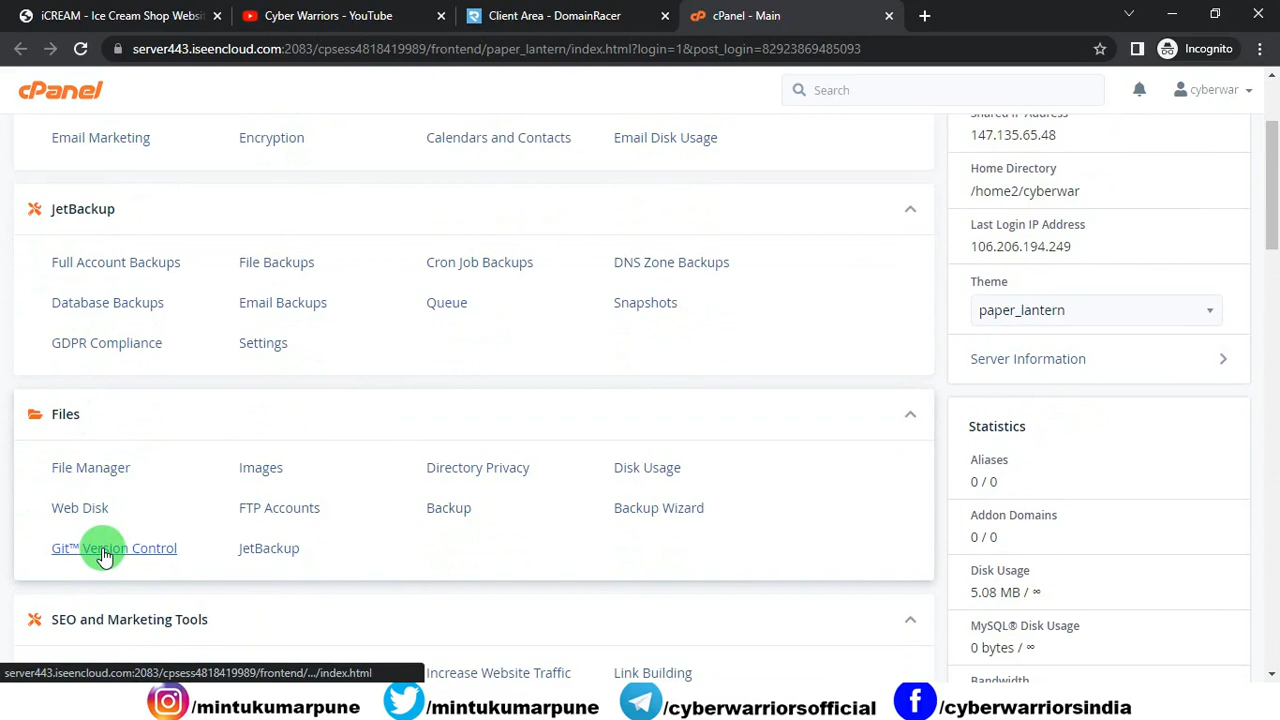 iCREAM - Ice Cream Shop Websi
Cyber Warriors - YouTube
Client Area - DomainRacer
cPanel - Main
server443.iseencloud.com:2083/cpsess4818419989/frontend/paper_lantern/index.html?login=1&post_login=82923869485093
Incognito
cPanel
Search
cyberwar
Email Marketing
Encryption
Calendars and Contacts
Email Disk Usage
JetBackup
Full Account Backups
File Backups
Cron Job Backups
DNS Zone Backups
Database Backups
Email Backups
Queue
Snapshots
GDPR Compliance
Settings
Files
File Manager
Images
Directory Privacy
Disk Usage
Web Disk
FTP Accounts
Backup
Backup Wizard
Git™ Version Control
JetBackup
SEO and Marketing Tools
Increase Website Traffic
Link Building
Shared IP Address
147.135.65.48
Home Directory
/home2/cyberwar
Last Login IP Address
106.206.194.249
Theme
paper_lantern
Server Information
Statistics
Aliases
0 / 0
Addon Domains
0 / 0
Disk Usage
5.08 MB / ∞
MySQL® Disk Usage
0 bytes / ∞
Bandwidth
server443.iseencloud.com:2083/cpsess4818419989/frontend/.../index.html
/mintukumarpune
/mintukumarpune
/cyberwarriorsofficial
/cyberwarriorsindia